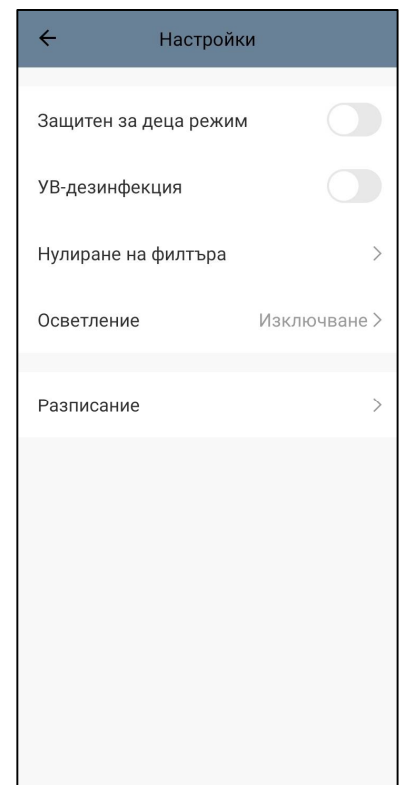 Настройки
Защитен за деца режим
УВ-дезинфекция
Нулиране на филтъра
Осветление Изключване
Разписание